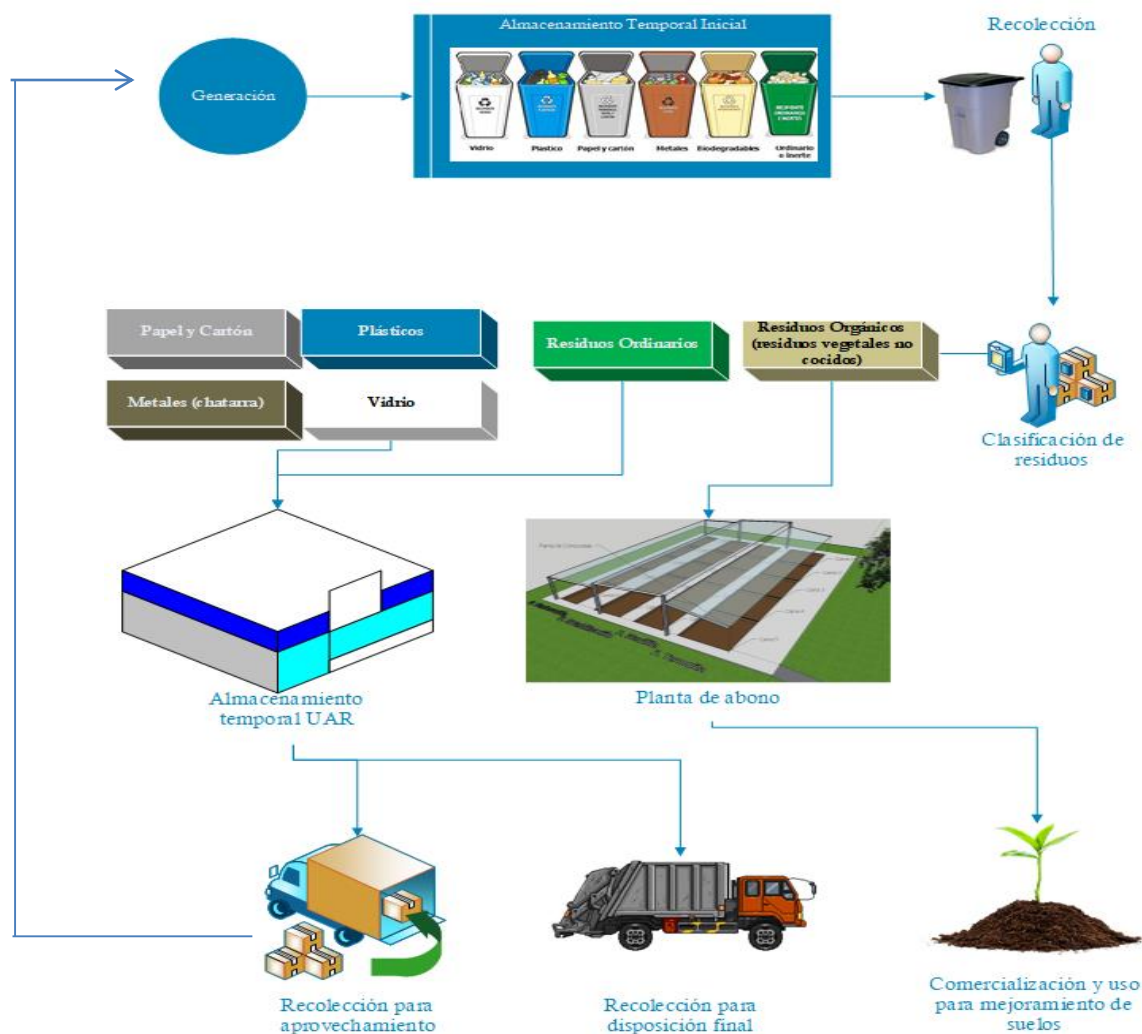 Almacenamiento Temporal Inicial
Recolección
Generación
Vidrio
Plastico
Papel y cartón
Metales
Biodegradables
Ordinario
o inerte
Papel y Cartón
Plásticos
Residuos Ordinarios
Residuos Orgánicos
(residuos vegetales no
cocidos)
Metales (chatarra)
Vidrio
Clasificación de
residuos
Almacenamiento
temporal UAR
Planta de abono
Recolección para
aprovechamiento
Recolección para
disposición final
Comercialización y uso
para mejoramiento de
suelos